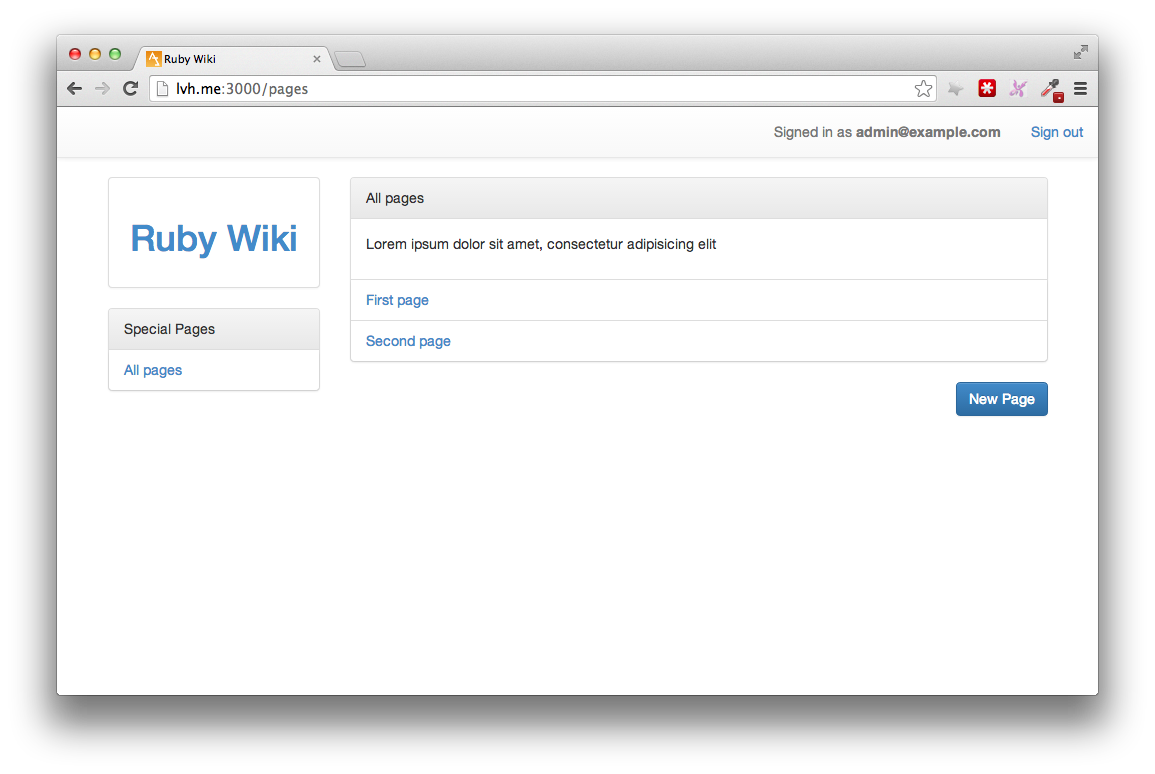 Ruby Wiki
lvh.me:3000/pages
Signed in as admin@example.com Sign out
Ruby Wiki
Special Pages
All pages
All pages
Lorem ipsum dolor sit amet, consectetur adipisicing elit
First page
Second page
New Page